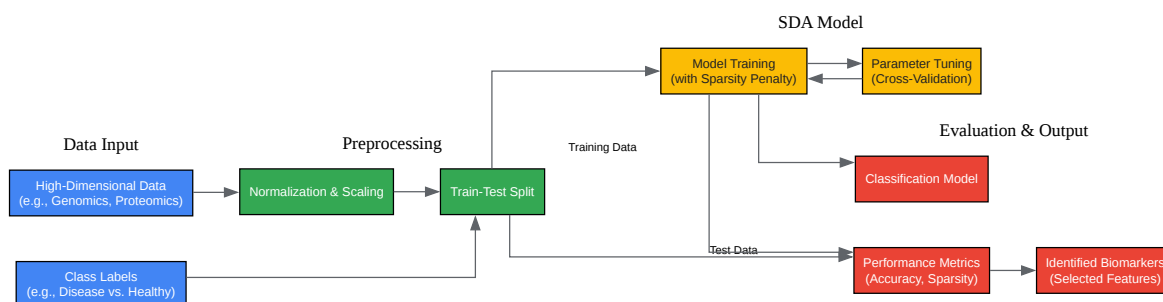 SDA Model
Model Training
(with Sparsity Penalty)
Parameter Tuning
(Cross-Validation)
Data Input
Preprocessing
Training Data
Evaluation & Output
High-Dimensional Data
(e.g., Genomics, Proteomics)
Normalization & Scaling
Train-Test Split
Classification Model
Class Labels
(e.g., Disease vs. Healthy)
Test Data
Performance Metrics
(Accuracy, Sparsity)
Identified Biomarkers
(Selected Features)